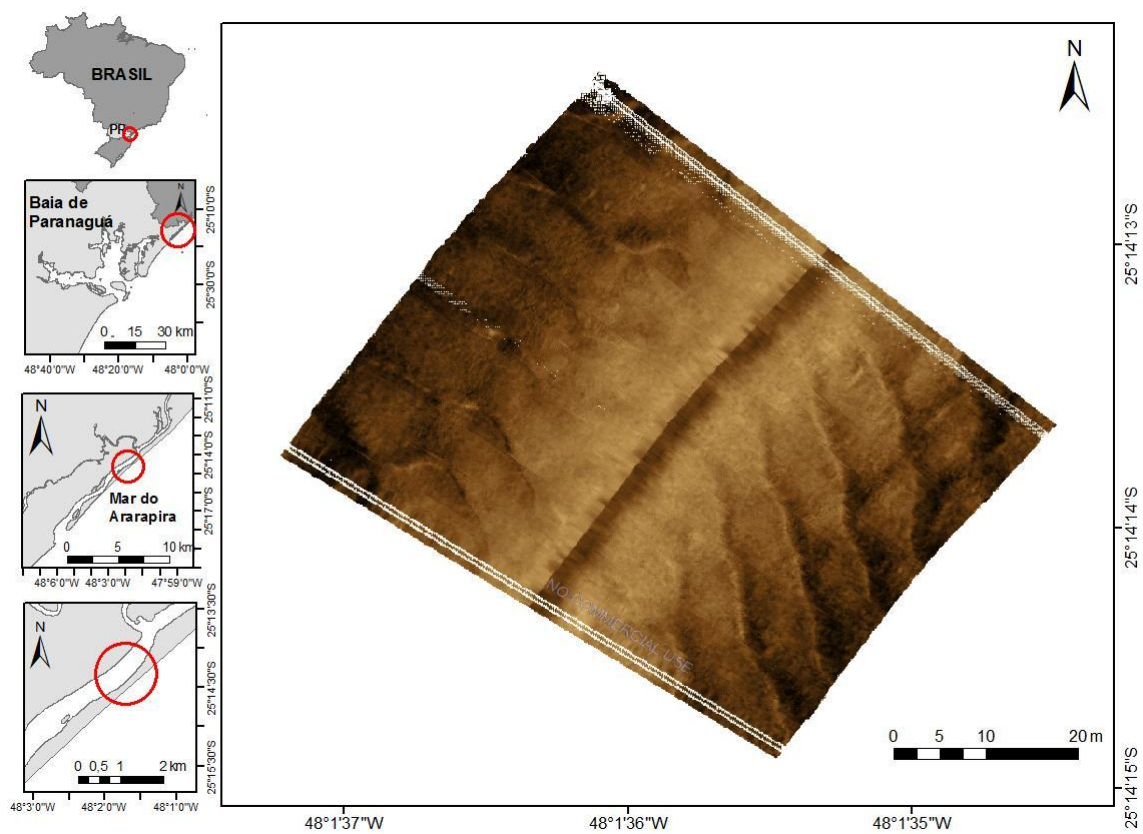 BRASIL
PR
Baia de
Paranaguá
N
25°10'0"S
25°30'0"S
0 15 30 km
48°40'0"W 48°20'0"W 48°0'0"W
N
25°11'0"S
25°14'0"S
25°17'0"S
Mar do
Ararapira
0 5 10 km
48°6'0"W 48°3'0"W 47°59'0"W
N
25°13'30"S
25°14'30"S
25°15'30"S
0 0,5 1 2 km
48°3'0"W 48°2'0"W 48°1'0"W
N
25°14'13"S
25°14'14"S
25°14'15"S
NO COMMERCIAL USE
0 5 10 20 m
48°1'37"W 48°1'36"W 48°1'35"W